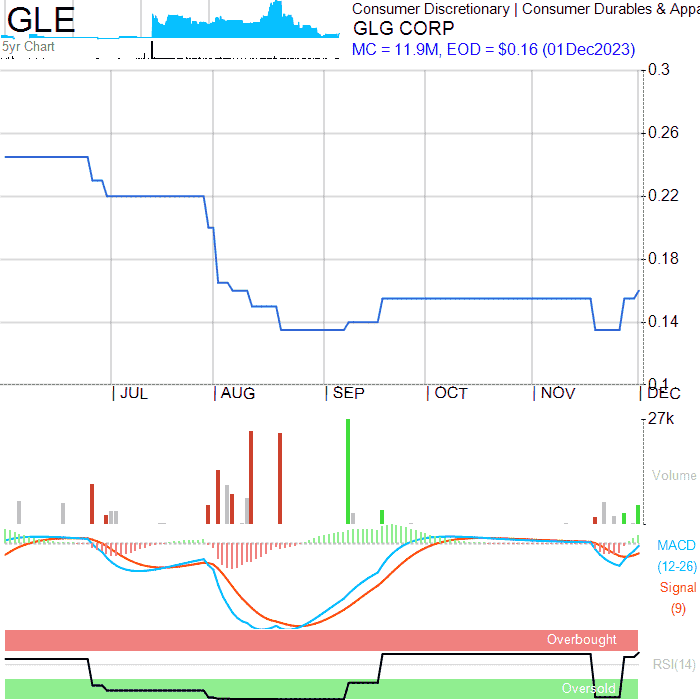 GLE
Consumer Discretionary | Consumer Durables & Appa
GLG CORP
5yr Chart
MC = 11.9M, EOD = $0.16 (01Dec2023)
0.3
0.26
0.22
0.18
0.14
0.1
JUL AUG SEP OCT NOV DEC
27k
Volume
MACD
(12-26)
Signal
(9)
Overbought
RSI(14)
Oversold